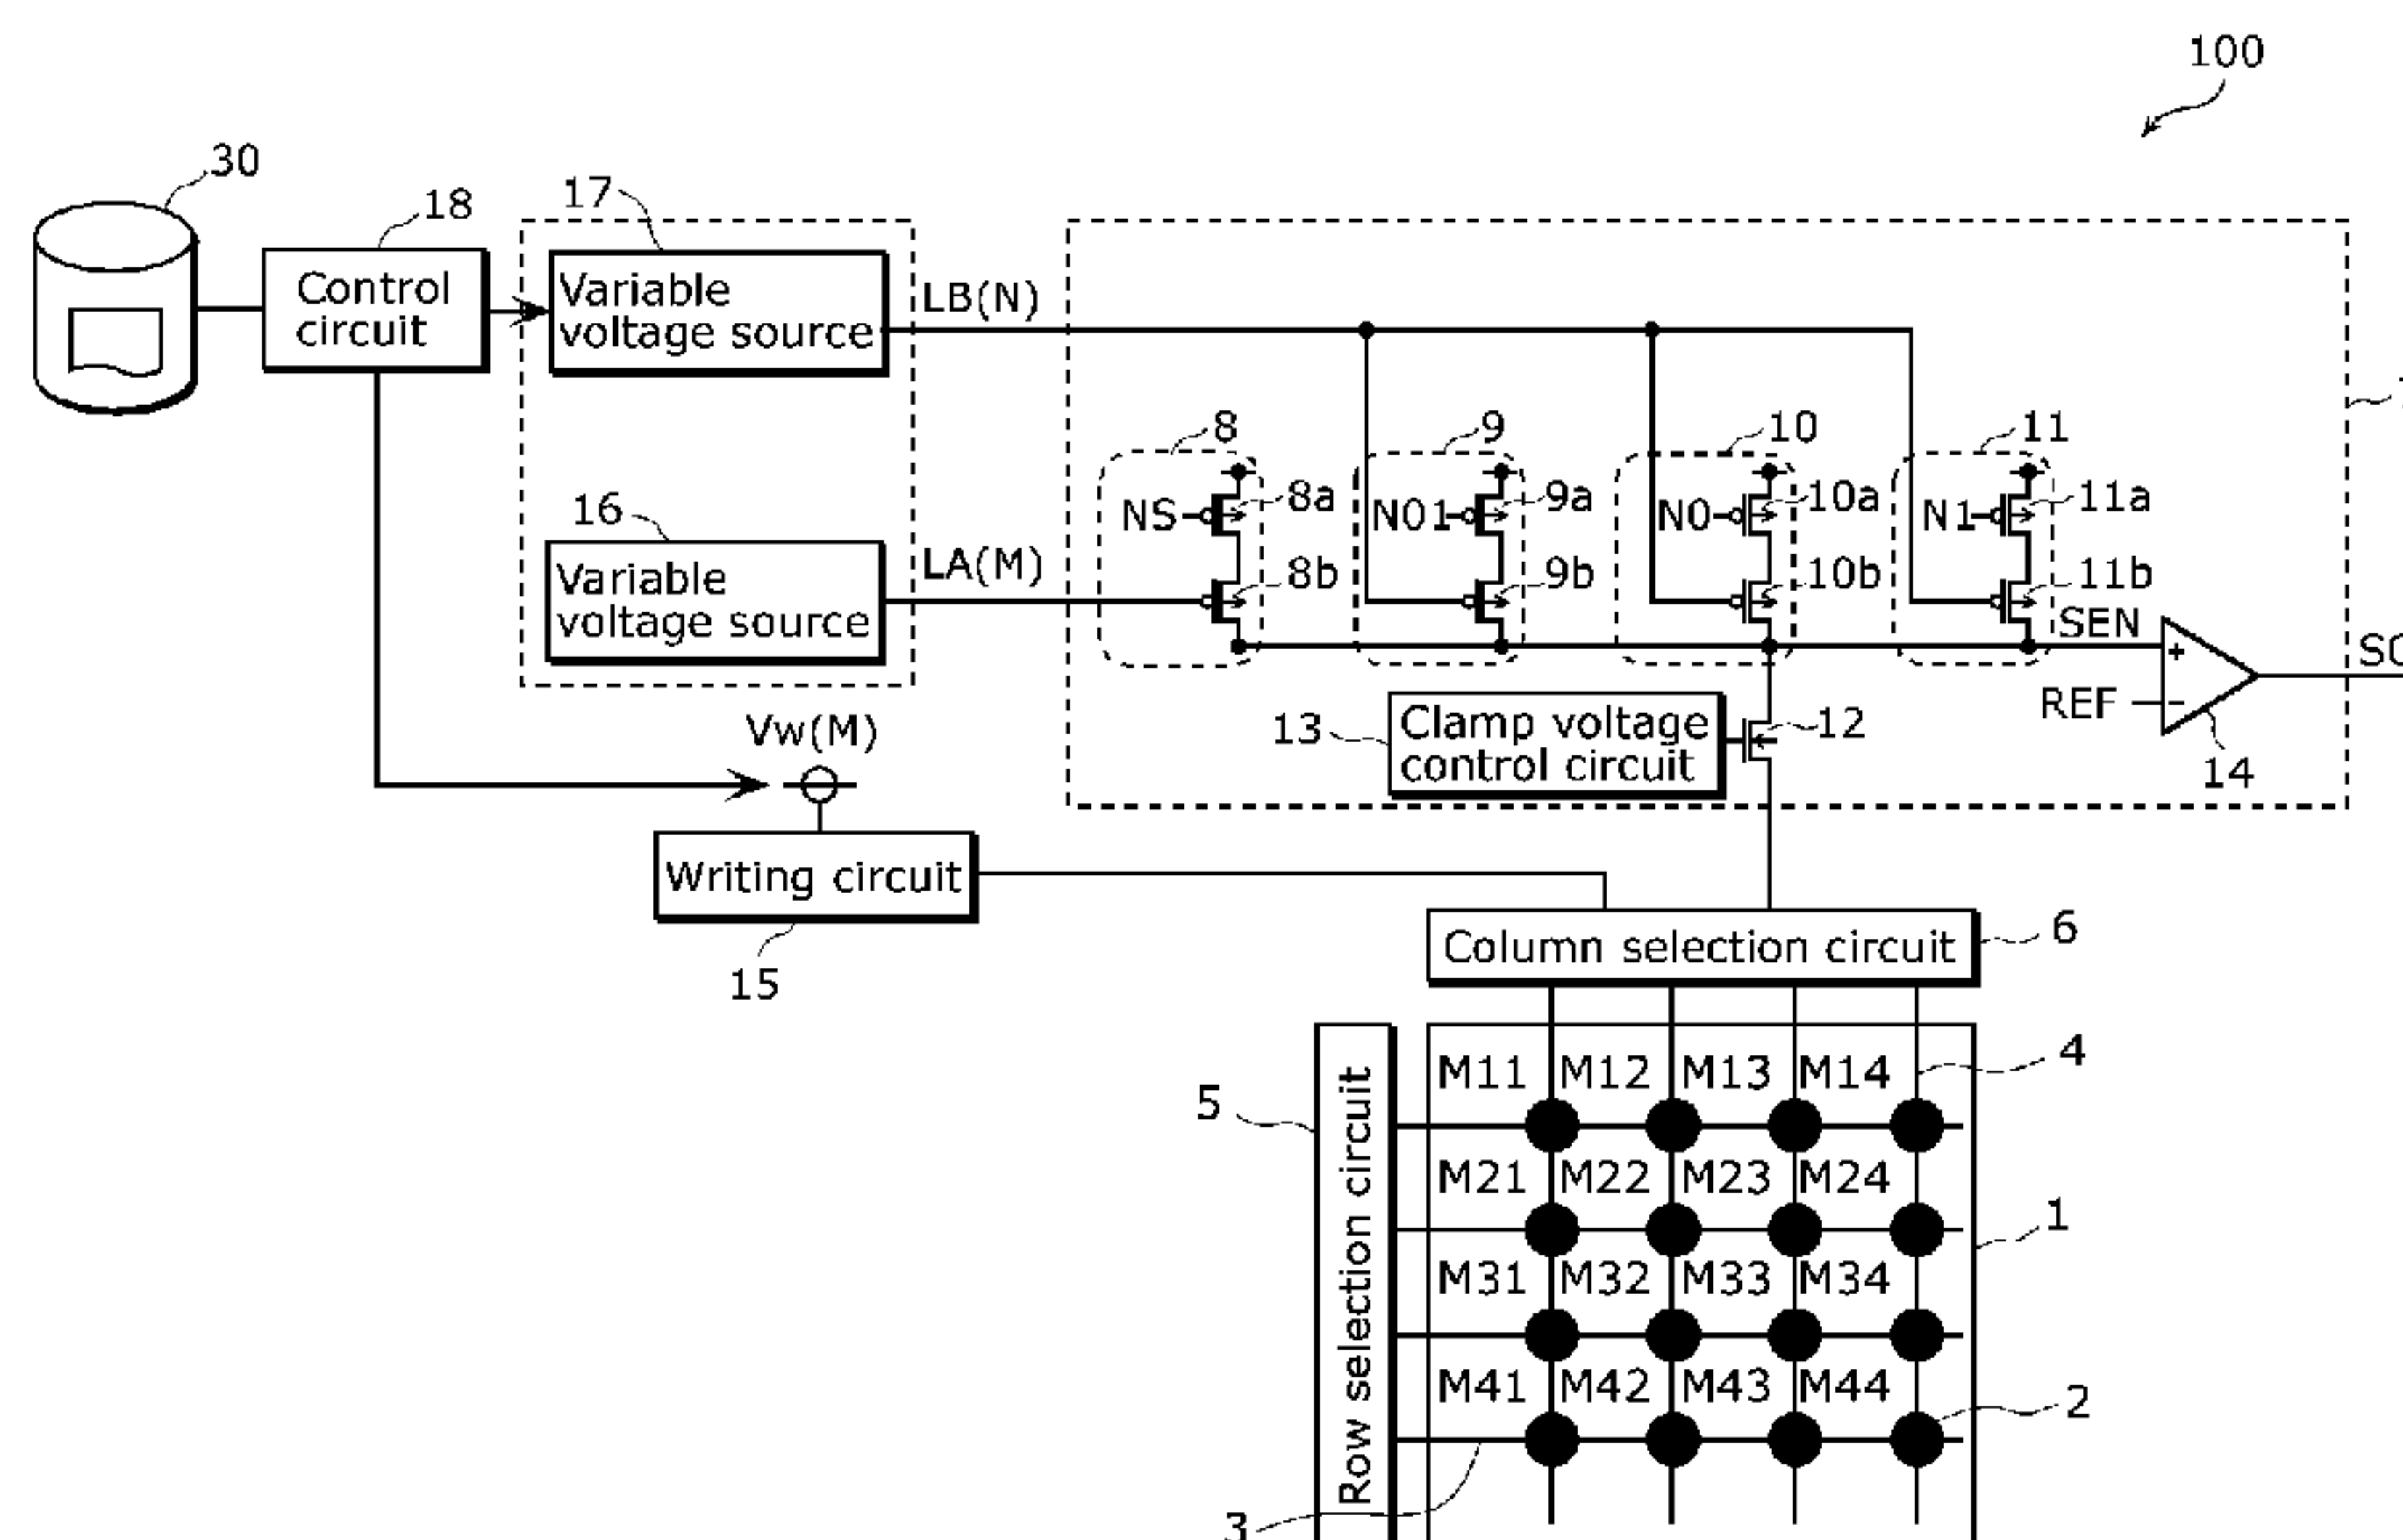 100
30
18
17
Control
circuit
Variable
voltage source
LB(N)
8
9
10
11
NS
8a
N01
9a
N0
10a
N1
11a
16
LA(M)
8b
9b
10b
11b
Variable
voltage source
SEN
+
REF
-
14
13
Clamp voltage
control circuit
12
Vw(M)
Writing circuit
15
Column selection circuit
6
5
Row selection circuit
M11 M12 M13 M14
4
M21 M22 M23 M24
1
M31 M32 M33 M34
M41 M42 M43 M44
2
3